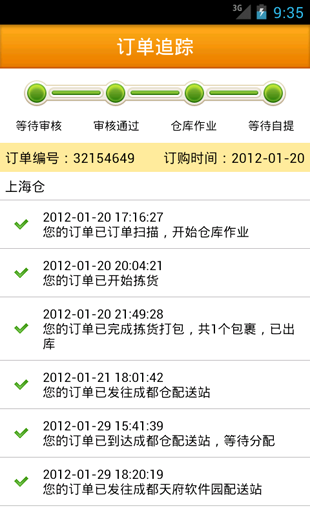 3G 9:35
订单追踪
等待审核 审核通过 仓库作业 等待自提
订单编号：32154649 订购时间：2012-01-20
上海仓
2012-01-20 17:16:27
您的订单已订单扫描，开始仓库作业
2012-01-20 20:04:21
您的订单已开始拣货
2012-01-20 21:49:28
您的订单已完成拣货打包，共1个包裹，已出
库
2012-01-21 18:01:42
您的订单已发往成都仓配送站
2012-01-29 15:41:39
您的订单已到达成都仓配送站，等待分配
2012-01-29 18:20:19
您的订单已发往成都天府软件园配送站